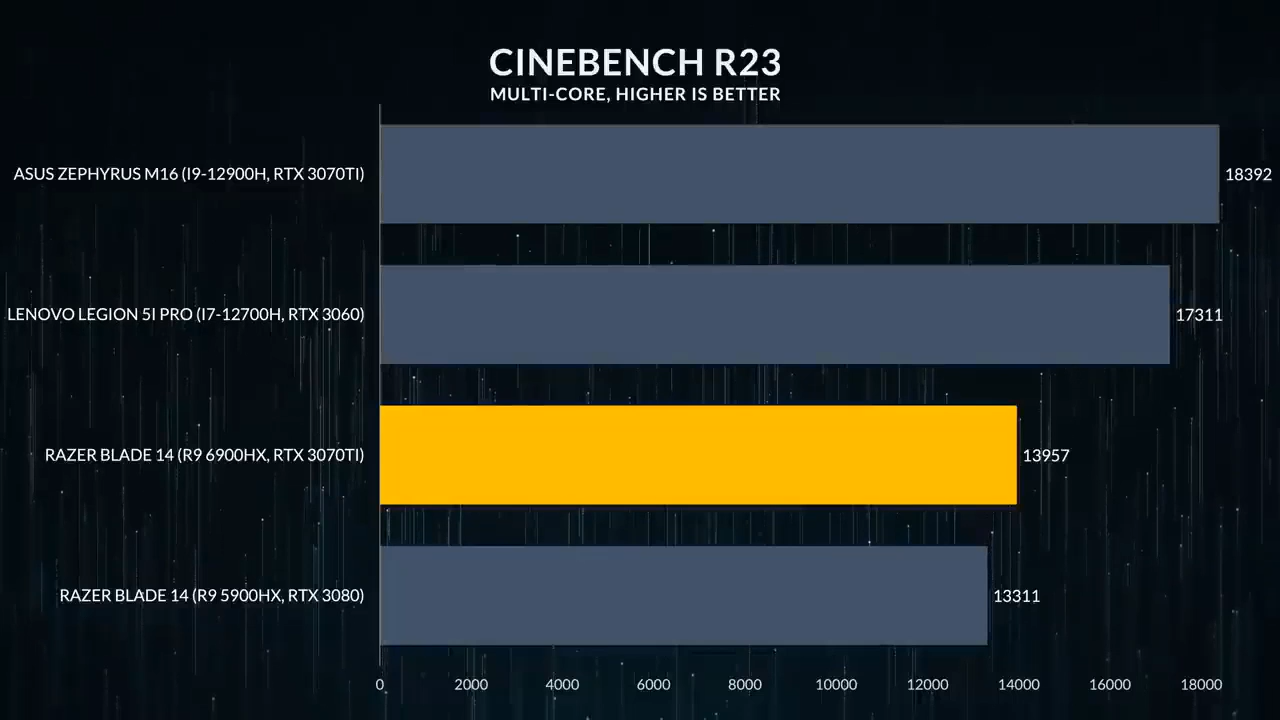 CINEBENCH R23
MULTI-CORE, HIGHER IS BETTER
ASUS ZEPHYRUS M16 (I9-12900H, RTX 3070TI)
18392
LENOVO LEGION 5I PRO (I7-12700H, RTX 3060)
17311
RAZER BLADE 14 (R9 6900HX, RTX 3070TI)
13957
RAZER BLADE 14 (R9 5900HX, RTX 3080)
13311
0 2000 4000 6000 8000 10000 12000 14000 16000 18000